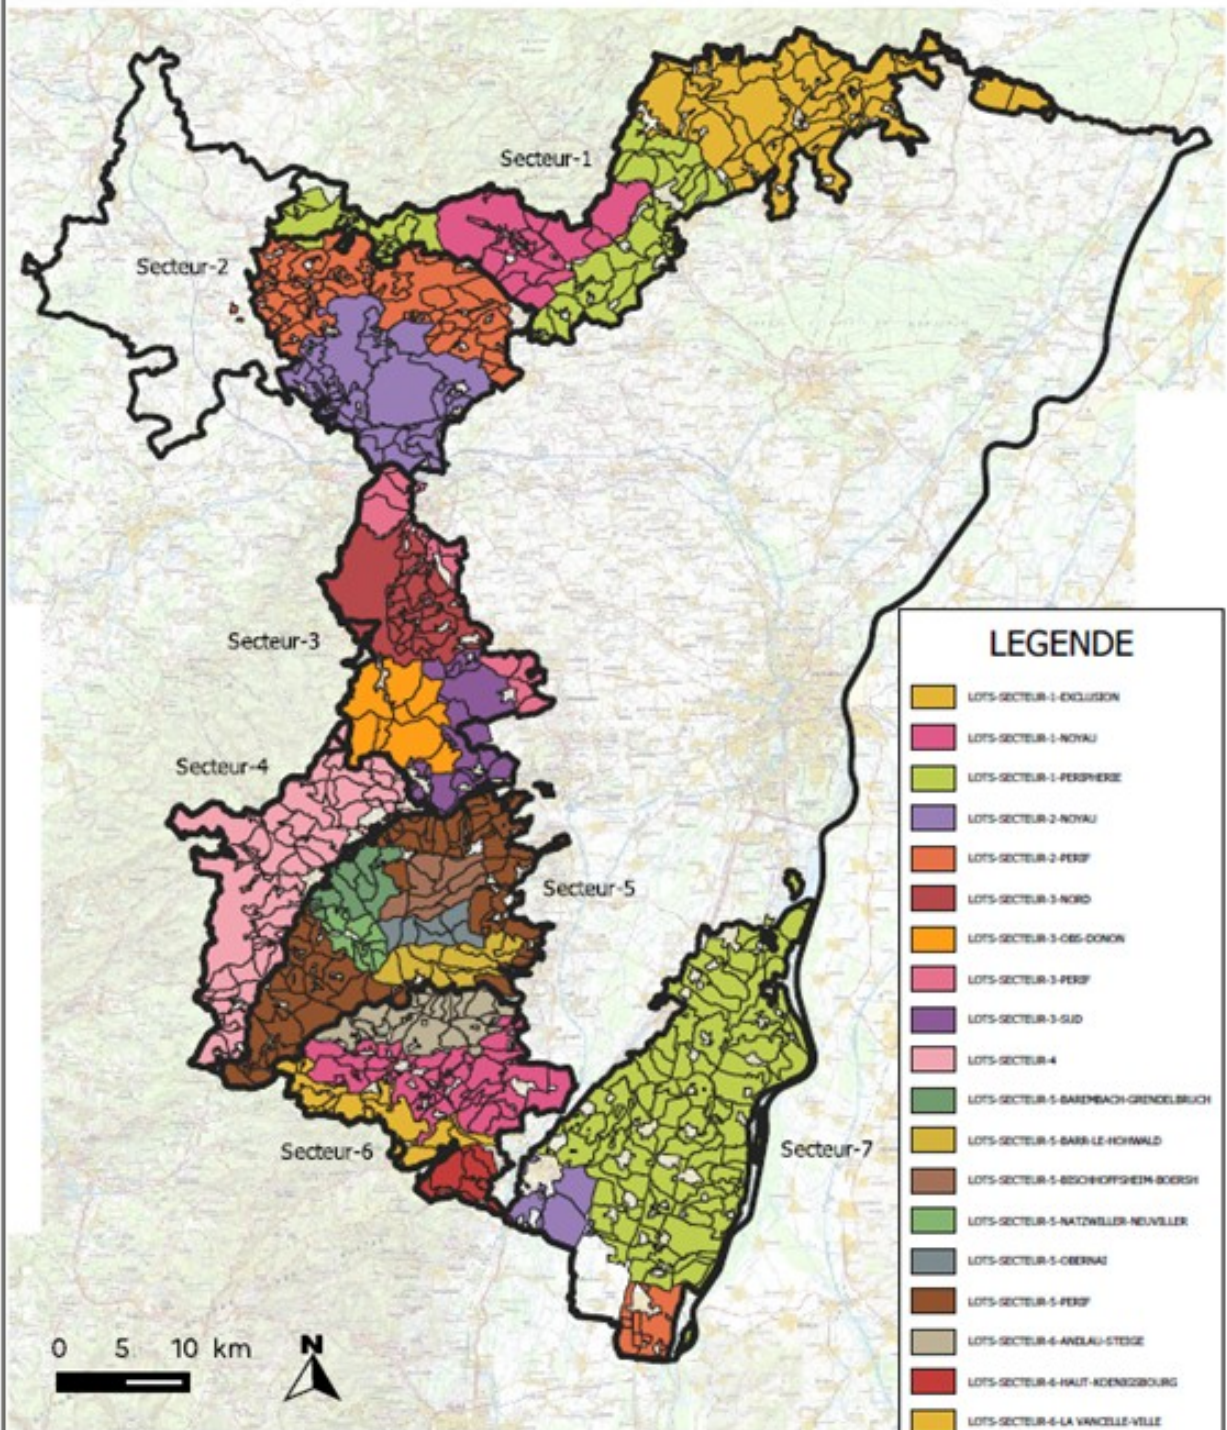 Secteur-1
Secteur-2
Secteur-3
Secteur-4
Secteur-5
Secteur-6
Secteur-7
LEGENDE
LOTS-SECTEUR-1-EXCLUSION
LOTS-SECTEUR-1-NOYAU
LOTS-SECTEUR-1-PERIPHERIE
LOTS-SECTEUR-2-NOYAU
LOTS-SECTEUR-2-PERIF
LOTS-SECTEUR-3-NORD
LOTS-SECTEUR-3-OBS-DONON
LOTS-SECTEUR-3-PERIF
LOTS-SECTEUR-3-SUD
LOTS-SECTEUR-4
LOTS-SECTEUR-5-BAREMBACH-GRENDELBRUCH
LOTS-SECTEUR-5-BARR-LE-HOHWALD
LOTS-SECTEUR-5-BISCHHOFFSHEIM-BOERSH
LOTS-SECTEUR-5-NATZWILLER-NEUVILLER
LOTS-SECTEUR-5-OBERNAI
LOTS-SECTEUR-5-PERIF
LOTS-SECTEUR-6-ANDLAU-STEIGE
LOTS-SECTEUR-6-HAUT-KOENIGSBOURG
LOTS-SECTEUR-6-LA VANCELLE-VILLE
0 5 10 km
N